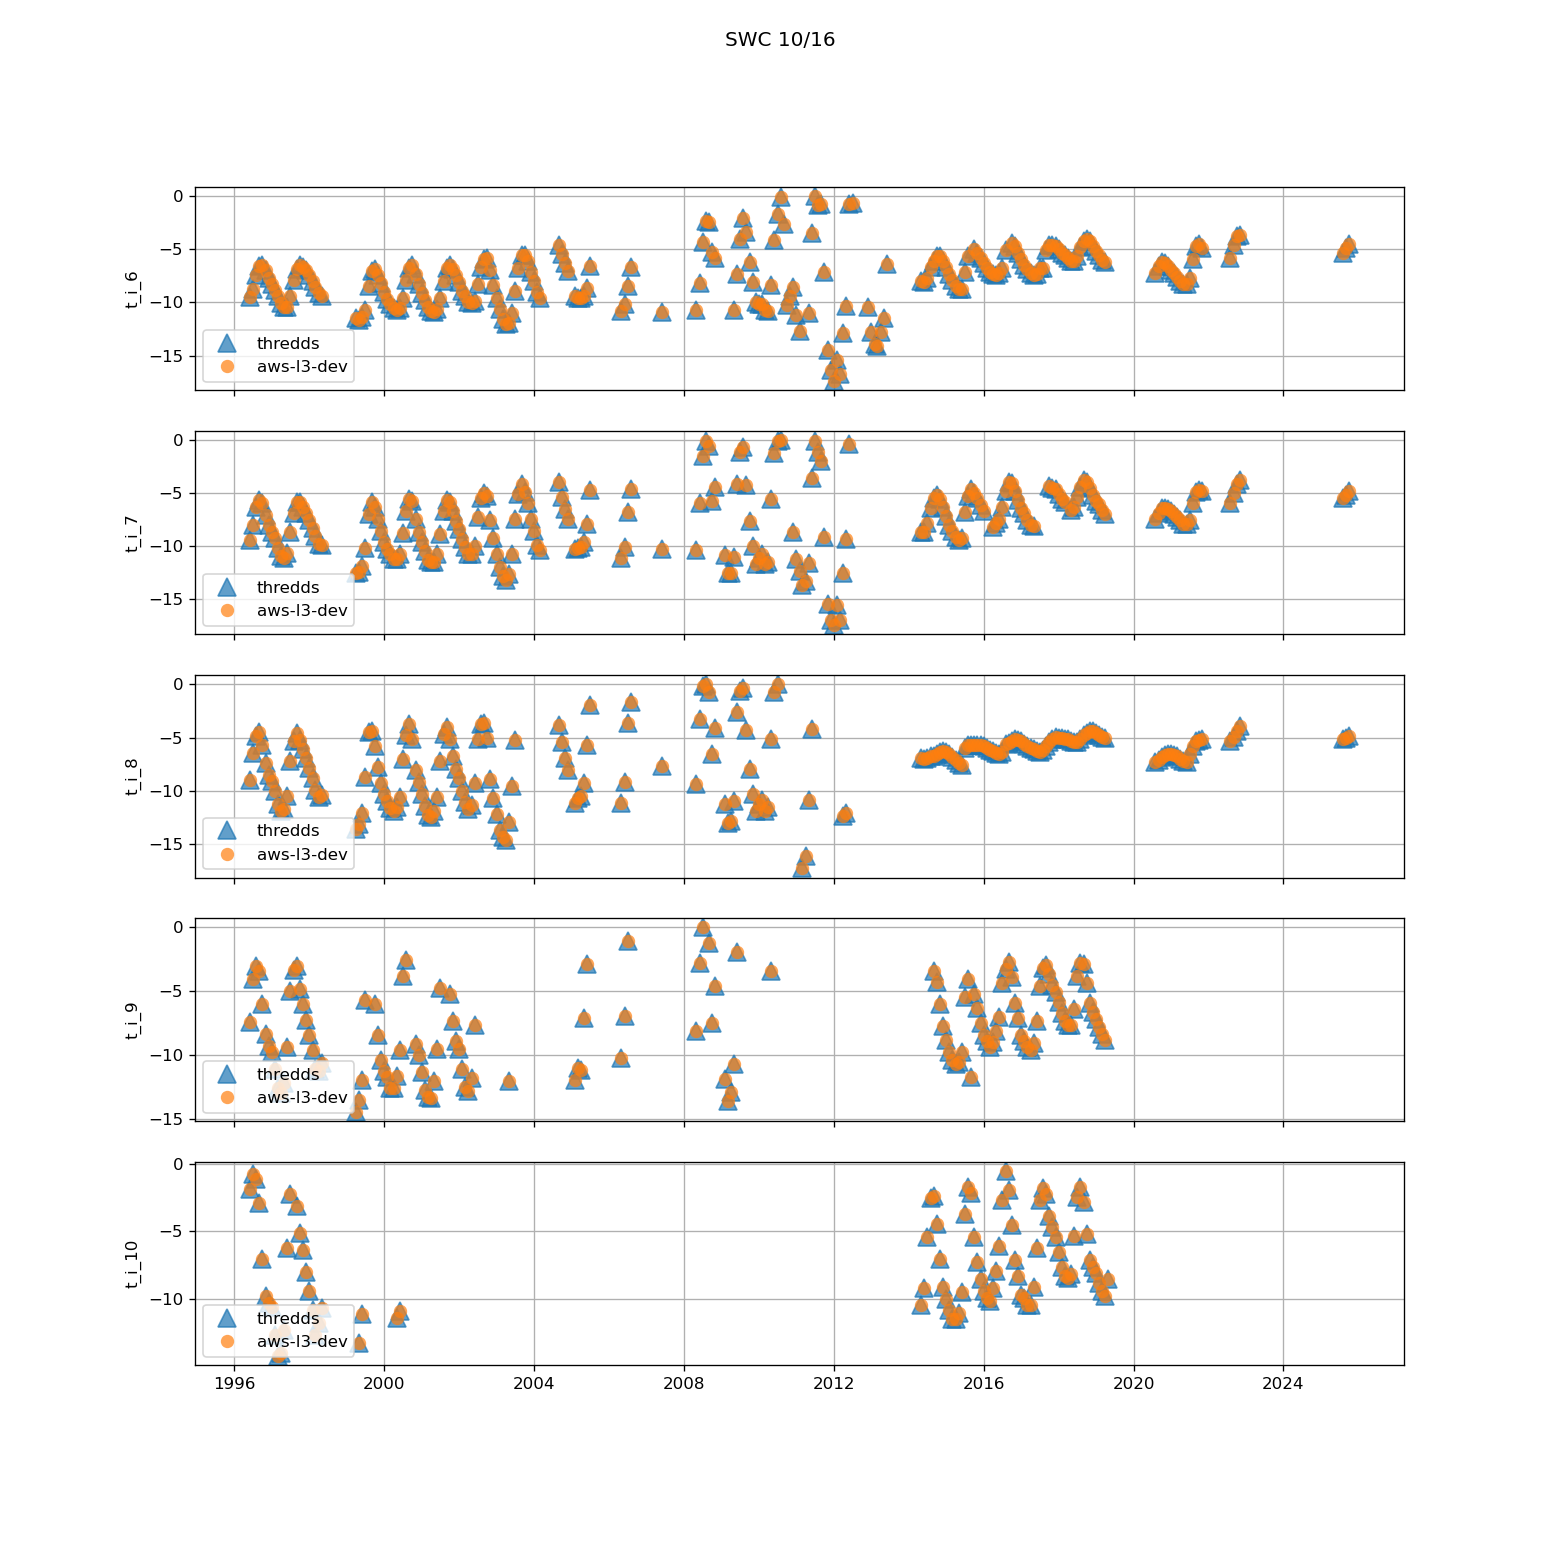 SWC 10/16
0
−5
−10
−15
t_i_6
thredds
aws-l3-dev
0
−5
−10
−15
t_i_7
thredds
aws-l3-dev
0
−5
−10
−15
t_i_8
thredds
aws-l3-dev
0
−5
−10
−15
t_i_9
thredds
aws-l3-dev
0
−5
−10
t_i_10
thredds
aws-l3-dev
1996 2000 2004 2008 2012 2016 2020 2024